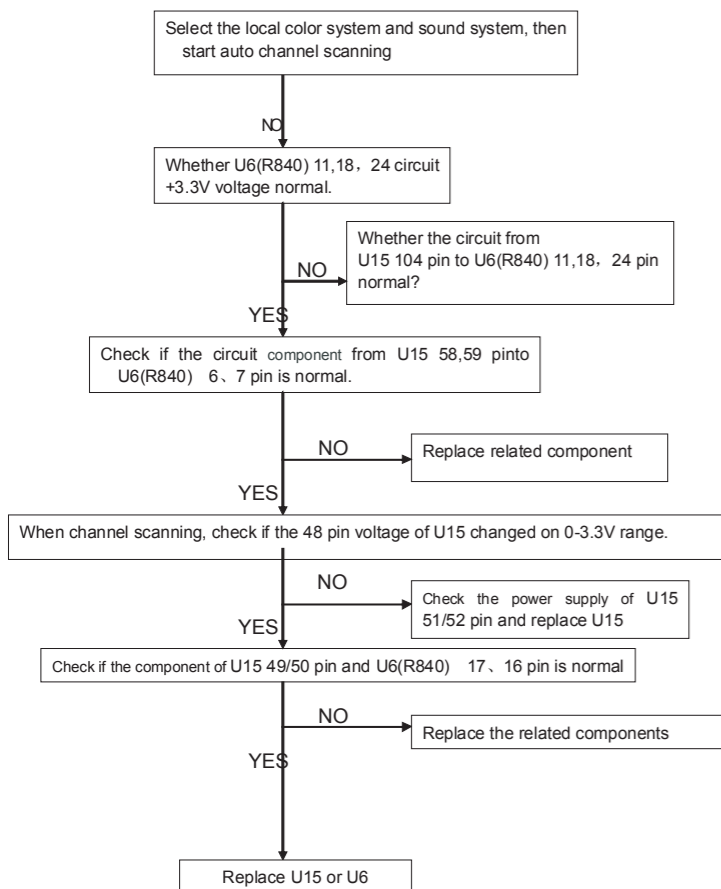 Select the local color system and sound system, then
start auto channel scanning
NO
Whether U6(R840) 11,18，24 circuit
+3.3V voltage normal.
Whether the circuit from
U15 104 pin to U6(R840) 11,18，24 pin
normal?
NO
YES
Check if the circuit component from U15 58,59 pinto
U6(R840) 6、7 pin is normal.
NO
Replace related component
YES
When channel scanning, check if the 48 pin voltage of U15 changed on 0-3.3V range.
NO
Check the power supply of U15
51/52 pin and replace U15
YES
Check if the component of U15 49/50 pin and U6(R840) 17、16 pin is normal
NO
Replace the related components
YES
Replace U15 or U6